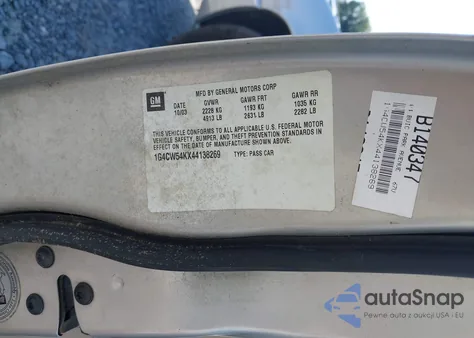 GM
MFD BY GENERAL MOTORS CORP
DATE GVWR GAWR FRT GAWR RR
10/03 2228 KG 1193 KG 1035 KG
4913 LB 2631 LB 2282 LB
THIS VEHICLE CONFORMS TO ALL APPLICABLE U.S. FEDERAL MOTOR
VEHICLE SAFETY, BUMPER, AND THEFT PREVENTION STANDARDS IN
EFFECT ON THE DATE OF MANUFACTURE SHOWN ABOVE.
1G4CW54KX44138269 TYPE: PASS CAR
B140347
1G4CW54KX44138269
autoSnap
Pewne auta z USA i EU